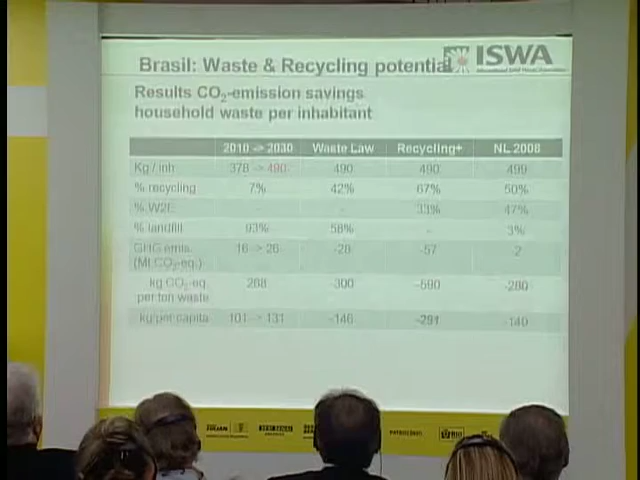 Brasil: Waste & Recycling potential
ISWA
Results CO2-emission savings
household waste per inhabitant
2010 -> 2030 Waste Law Recycling+ NL 2008
Kg / inh 378 -> 490 490 490 499
% recycling 7% 42% 67% 50%
% W2E - 33% 47%
% landfill 93% 58% - 3%
GHG emis. 16 -> 26 -28 -57 2
(Mt CO2-eq.)
kg CO2-eq. 268 -300 -590 -280
per ton waste
kg per capita 101 -> 131 -146 -291 -140